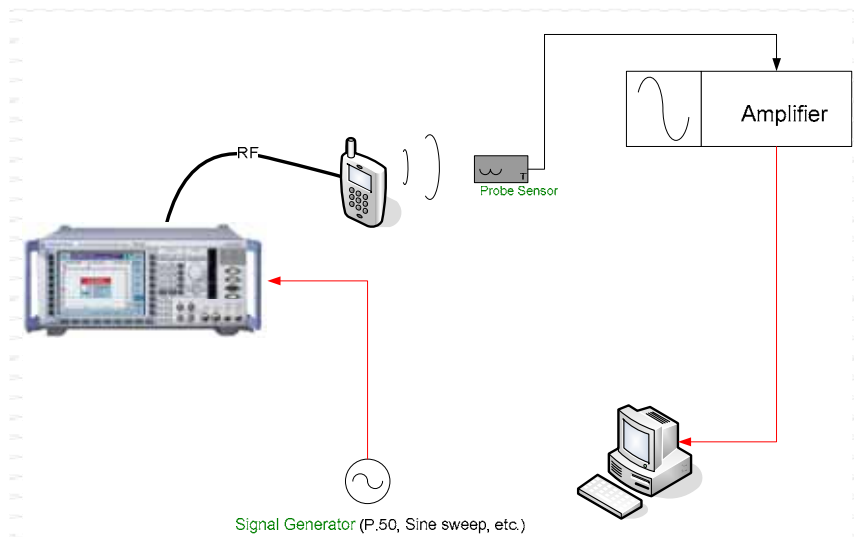 Amplifier
RF
T
Probe Sensor
Signal Generator (P.50, Sine sweep, etc.)